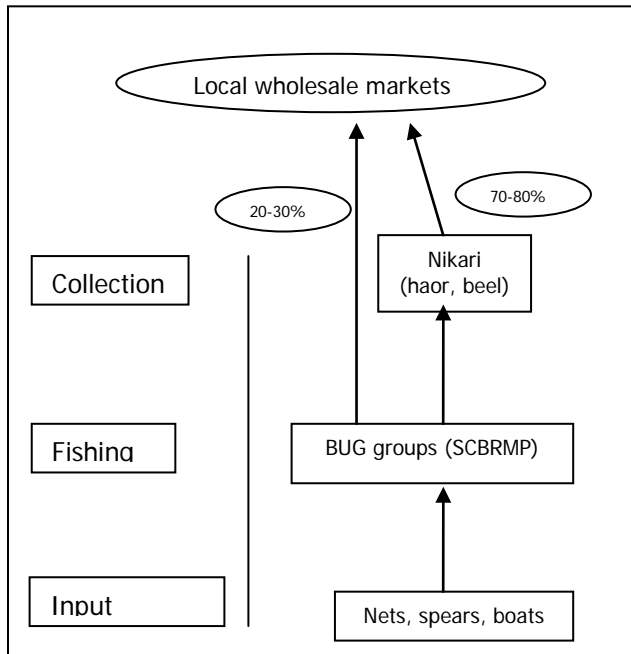 Local wholesale markets
20-30%
70-80%
Collection
Nikari
(haor, beel)
Fishing
BUG groups (SCBRMP)
Input
Nets, spears, boats